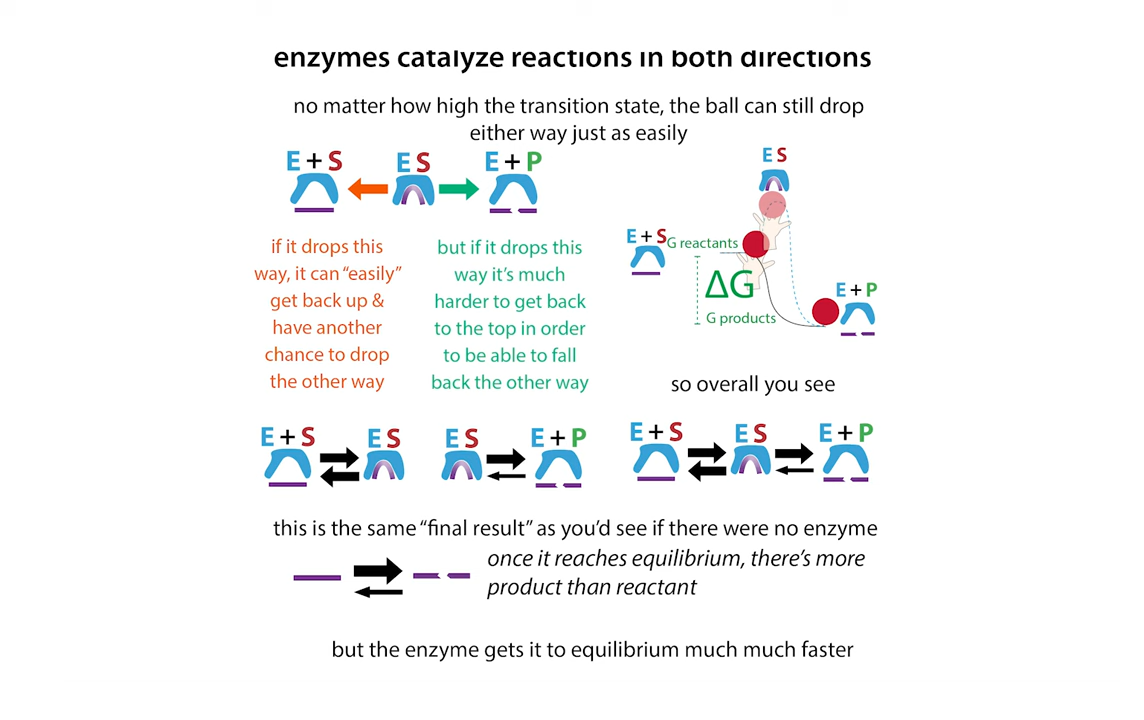 enzymes catalyze reactions in both directions
no matter how high the transition state, the ball can still drop
either way just as easily
E + S
E S
E + P
if it drops this
way, it can “easily”
get back up &
have another
chance to drop
the other way
but if it drops this
way it’s much
harder to get back
to the top in order
to be able to fall
back the other way
E S
E + S
G reactants
ΔG
G products
E + P
so overall you see
E + S
E S
E S
E + P
E + S
E S
E + P
this is the same “final result” as you’d see if there were no enzyme
once it reaches equilibrium, there’s more
product than reactant
but the enzyme gets it to equilibrium much much faster